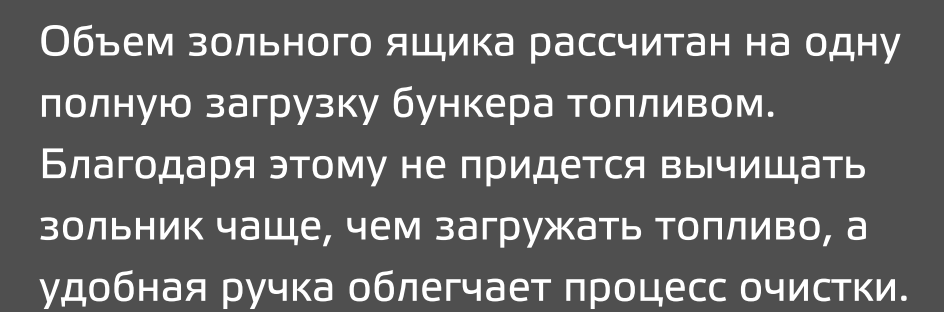 Объем зольного ящика рассчитан на одну
полную загрузку бункера топливом.
Благодаря этому не придется вычищать
зольник чаще, чем загружать топливо, а
удобная ручка облегчает процесс очистки.